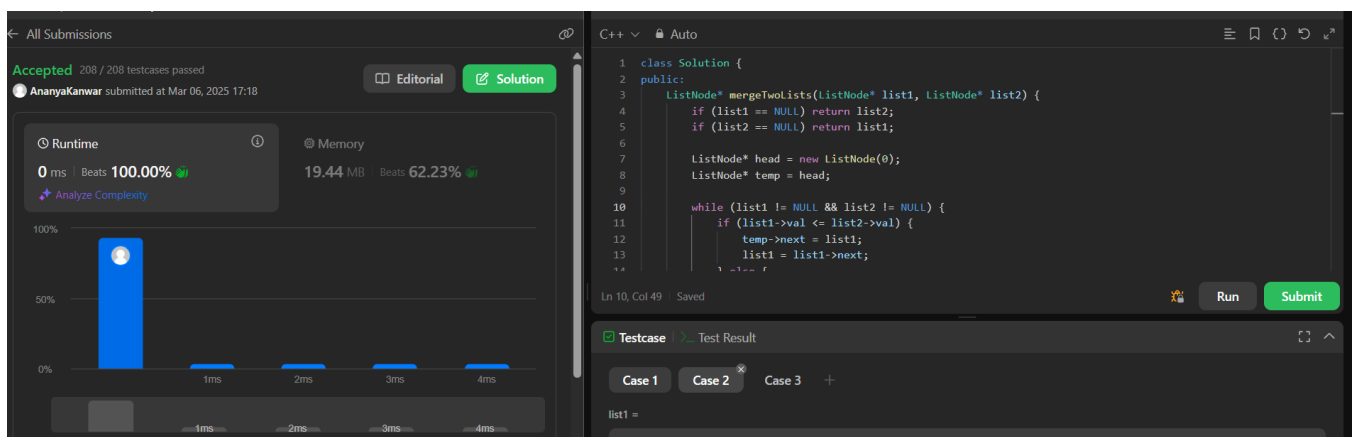 All Submissions
Accepted 208 / 208 testcases passed
AnanyaKanwar submitted at Mar 06, 2025 17:18
Editorial
Solution
Runtime
0 ms Beats 100.00%
Analyze Complexity
Memory
19.44 MB Beats 62.23%
100%
50%
0%
1ms 2ms 3ms 4ms
1ms 2ms 3ms 4ms
C++ Auto
1 class Solution {
2 public:
3 ListNode* mergeTwoLists(ListNode* list1, ListNode* list2) {
4 if (list1 == NULL) return list2;
5 if (list2 == NULL) return list1;
6
7 ListNode* head = new ListNode(0);
8 ListNode* temp = head;
9
10 while (list1 != NULL && list2 != NULL) {
11 if (list1->val <= list2->val) {
12 temp->next = list1;
13 list1 = list1->next;
14 } else {
Ln 10, Col 49 Saved
Run
Submit
Testcase >_ Test Result
Case 1 Case 2 Case 3 +
list1 =